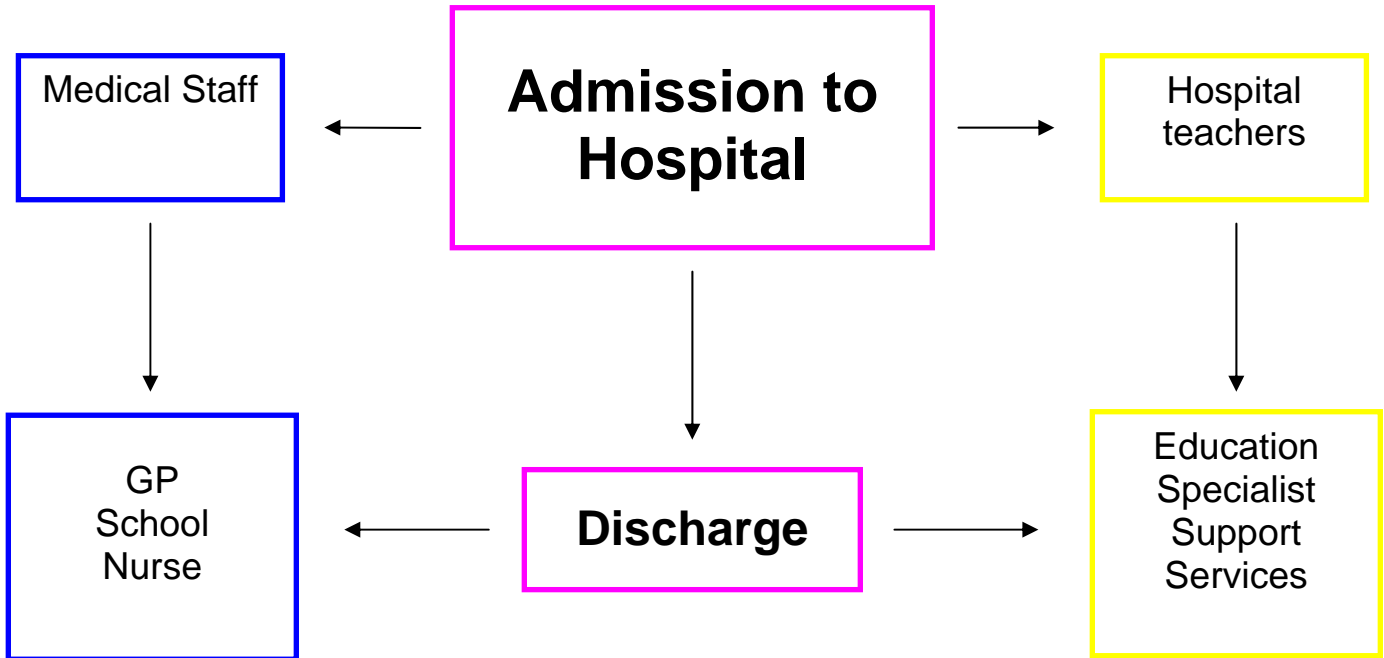 Medical Staff
Admission to
Hospital
Hospital
teachers
GP
School
Nurse
Discharge
Education
Specialist
Support
Services